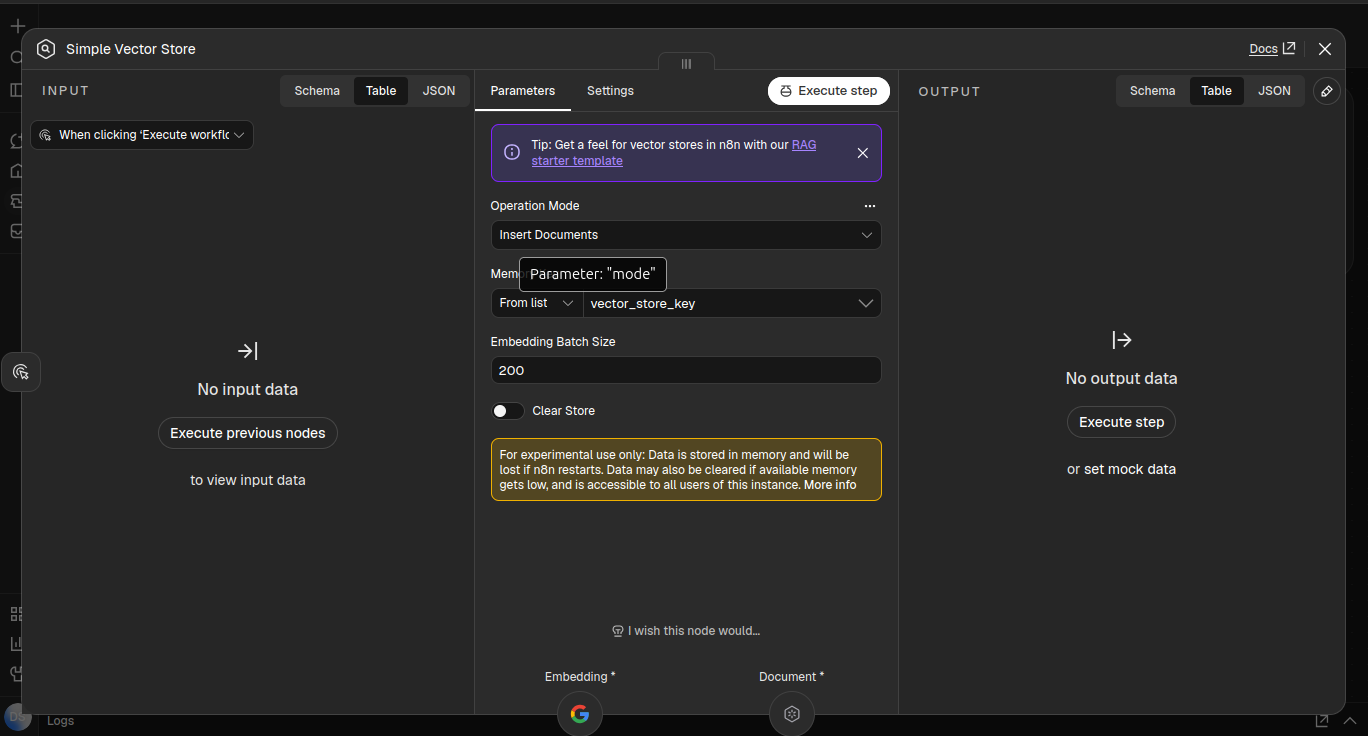 Simple Vector Store
Docs
INPUT
Schema
Table
JSON
Parameters
Settings
Execute step
OUTPUT
Schema
Table
JSON
When clicking 'Execute workflo
Tip: Get a feel for vector stores in n8n with our RAG
starter template
Operation Mode
Insert Documents
Memo
Parameter: "mode"
From list
vector_store_key
Embedding Batch Size
200
Clear Store
For experimental use only: Data is stored in memory and will be
lost if n8n restarts. Data may also be cleared if available memory
gets low, and is accessible to all users of this instance. More info
No input data
Execute previous nodes
to view input data
No output data
Execute step
or set mock data
I wish this node would...
Embedding *
Document *
Logs